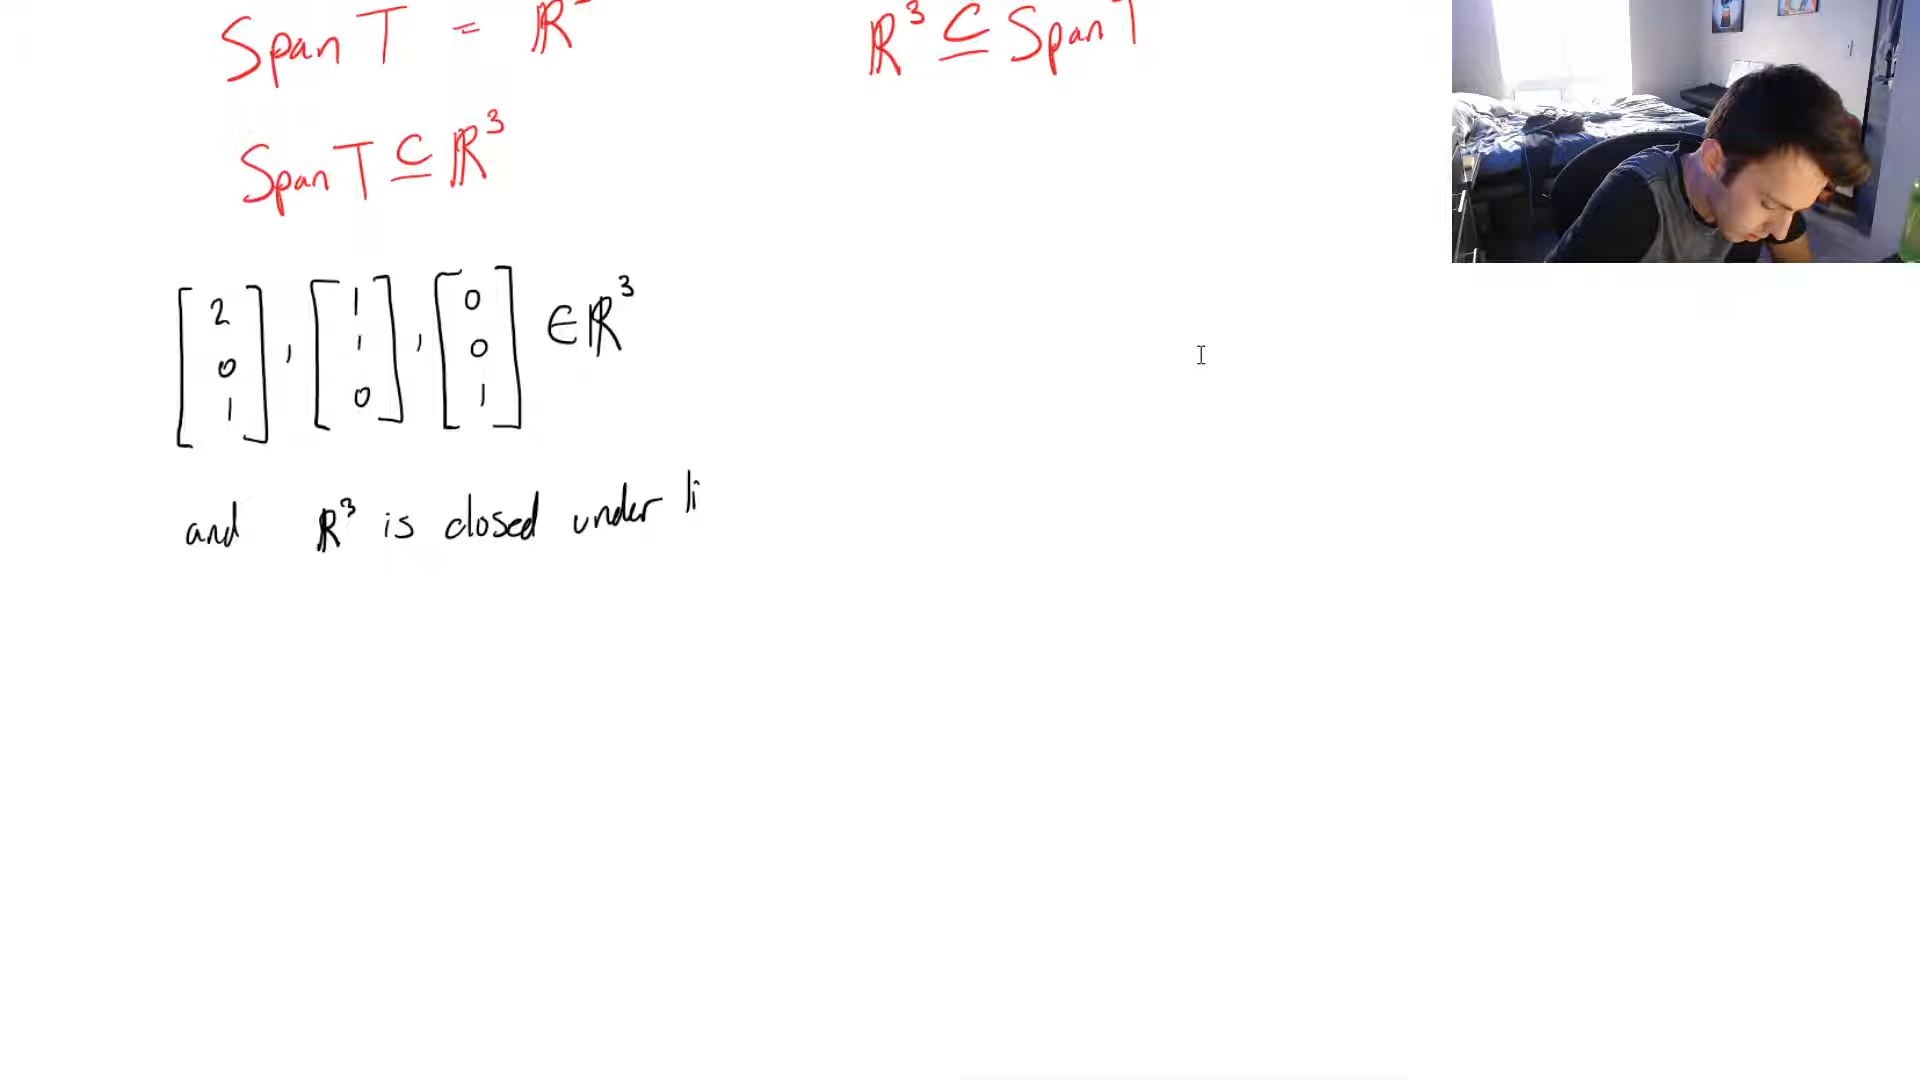 Span T = ℝ
ℝ³ ⊆ Span T
Span T ⊆ ℝ³
[2 0 1], [1 1 0], [0 0 1] ∈ ℝ³
and ℝ³ is closed under li